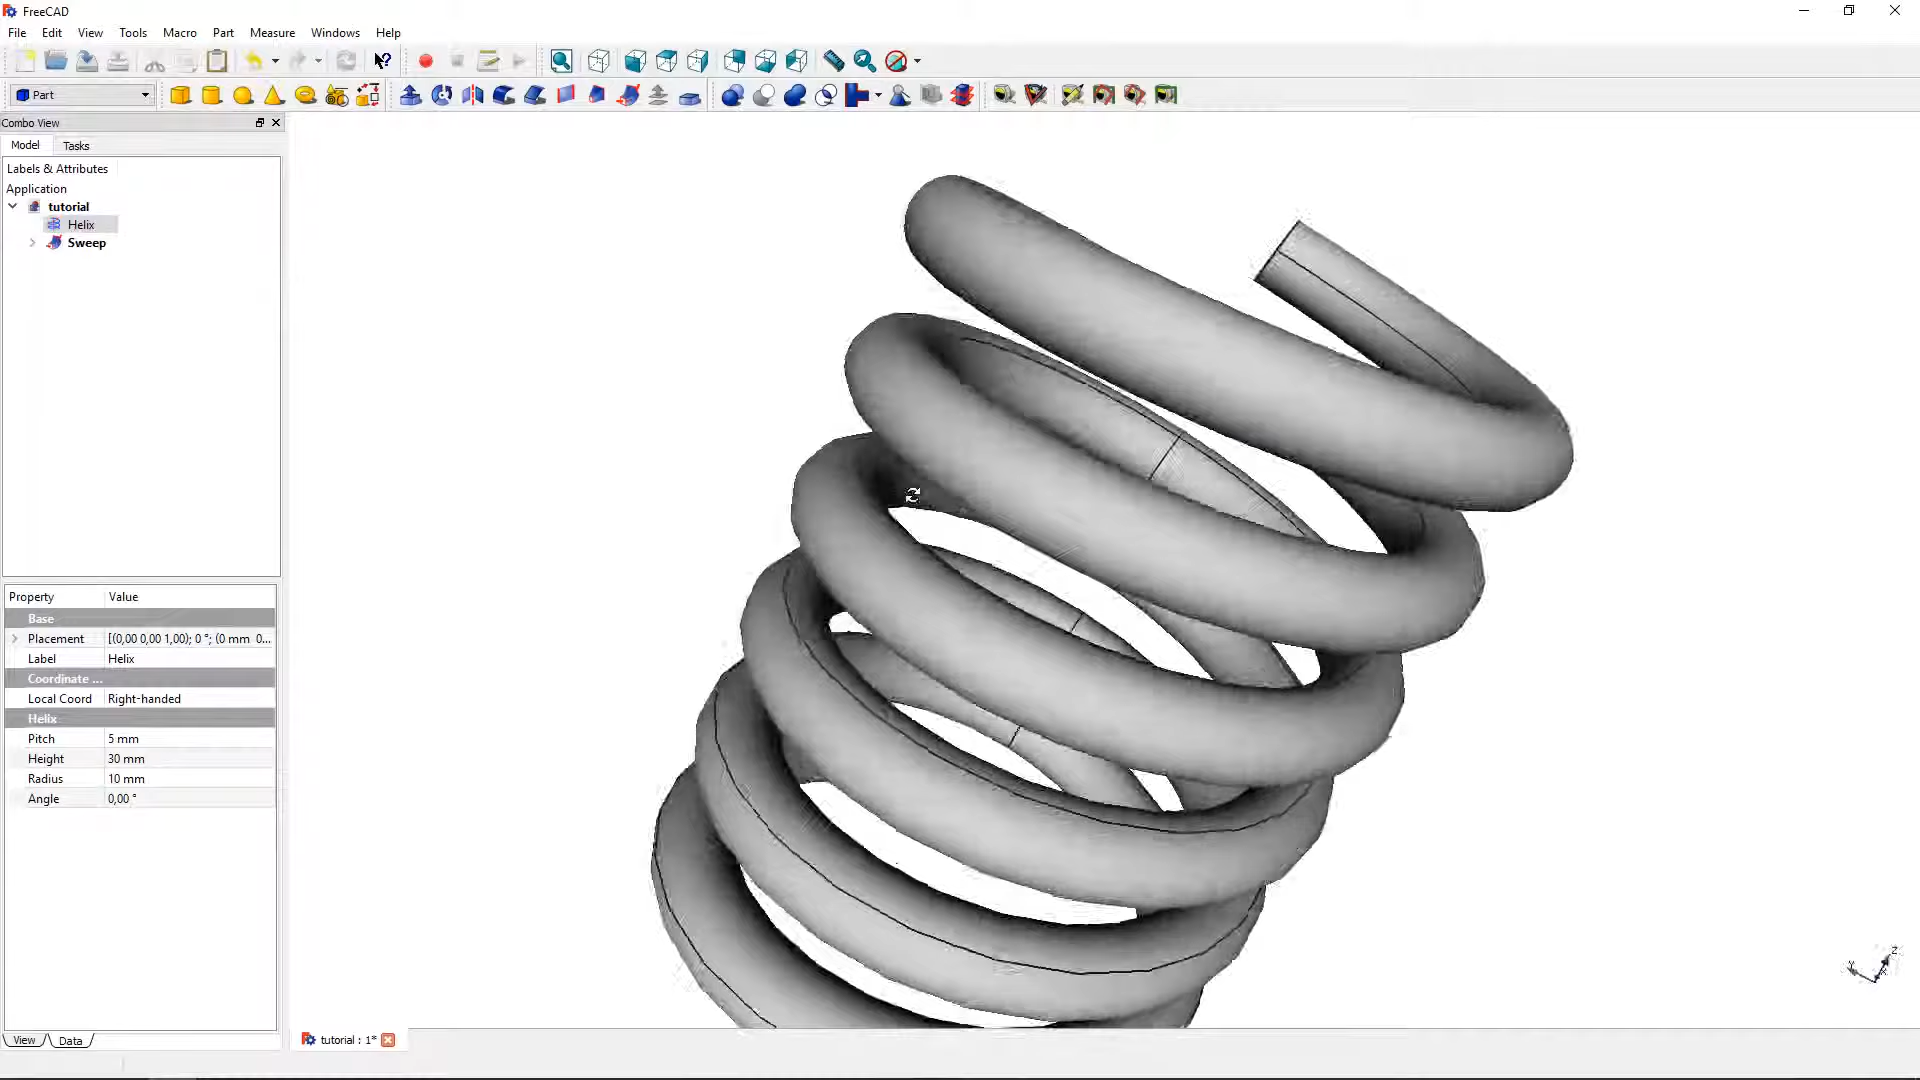 FreeCAD
File Edit View Tools Macro Part Measure Windows Help
Part
Combo View
Model Tasks
Labels & Attributes
Application
tutorial
Helix
Sweep
Property Value
Base
Placement [(0,00 0,00 1,00); 0 °; (0 mm 0...
Label Helix
Coordinate ...
Local Coord Right-handed
Helix
Pitch 5 mm
Height 30 mm
Radius 10 mm
Angle 0,00 °
View Data
tutorial : 1*
Z